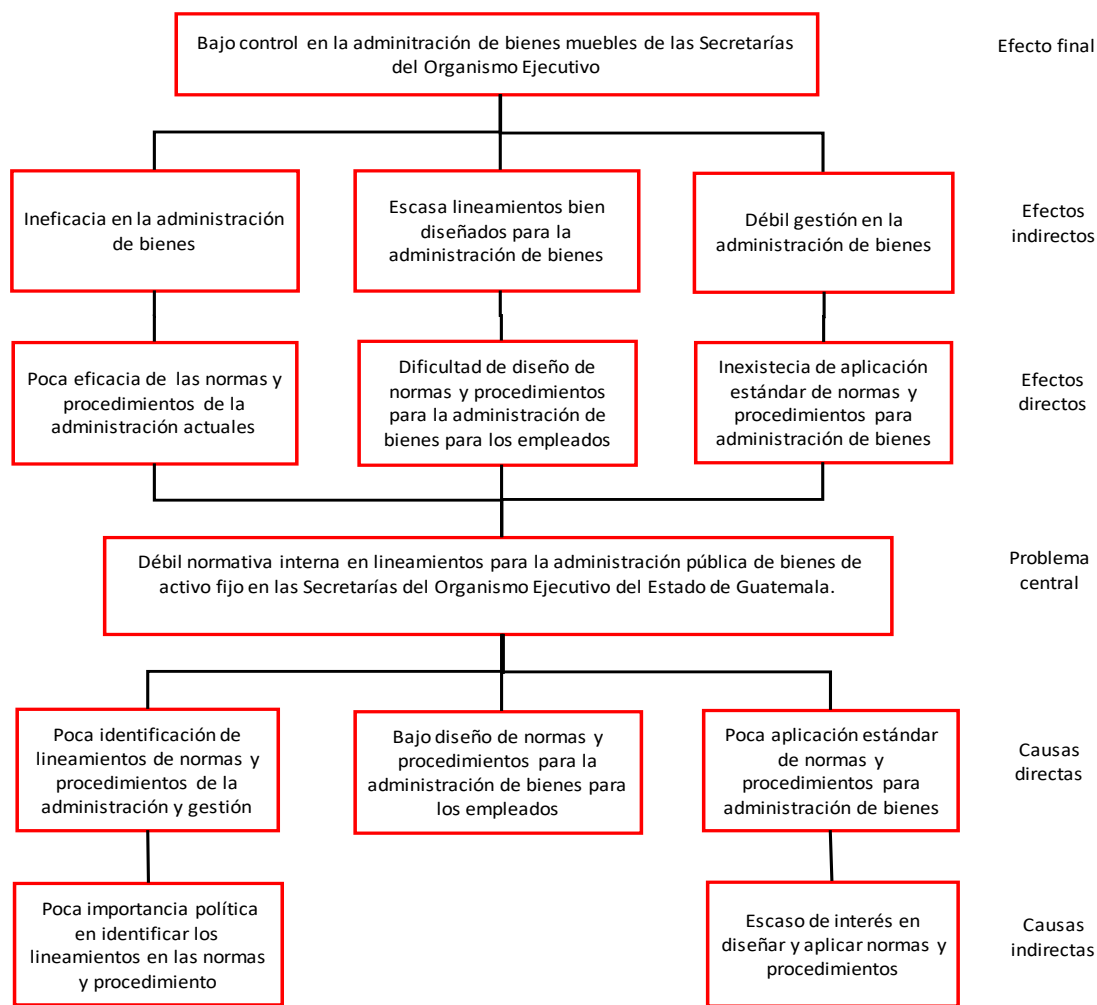 Bajo control en la adminitración de bienes muebles de las Secretarías
del Organismo Ejecutivo
Efecto final
Ineficacia en la administración
de bienes
Escasa lineamientos bien
diseñados para la
administración de bienes
Débil gestión en la
administración de bienes
Efectos
indirectos
Poca eficacia de las normas y
procedimientos de la
administración actuales
Dificultad de diseño de
normas y procedimientos
para la administración de
bienes para los empleados
Inexistecia de aplicación
estándar de normas y
procedimientos para
administración de bienes
Efectos
directos
Débil normativa interna en lineamientos para la administración pública de bienes de
activo fijo en las Secretarías del Organismo Ejecutivo del Estado de Guatemala.
Problema
central
Poca identificación de
lineamientos de normas y
procedimientos de la
administración y gestión
Bajo diseño de normas y
procedimientos para la
administración de bienes para
los empleados
Poca aplicación estándar
de normas y
procedimientos para
administración de bienes
Causas
directas
Poca importancia política
en identificar los
lineamientos en las normas
y procedimiento
Escaso de interés en
diseñar y aplicar normas y
procedimientos
Causas
indirectas